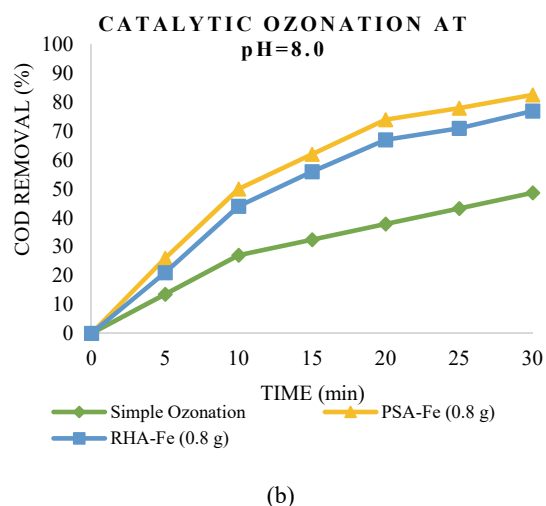 CATALYTIC OZONATION AT
pH=8.0
COD REMOVAL (%)
100
90
80
70
60
50
40
30
20
10
0
0 5 10 15 20 25 30
TIME (min)
Simple Ozonation PSA-Fe (0.8 g)
RHA-Fe (0.8 g)
(b)